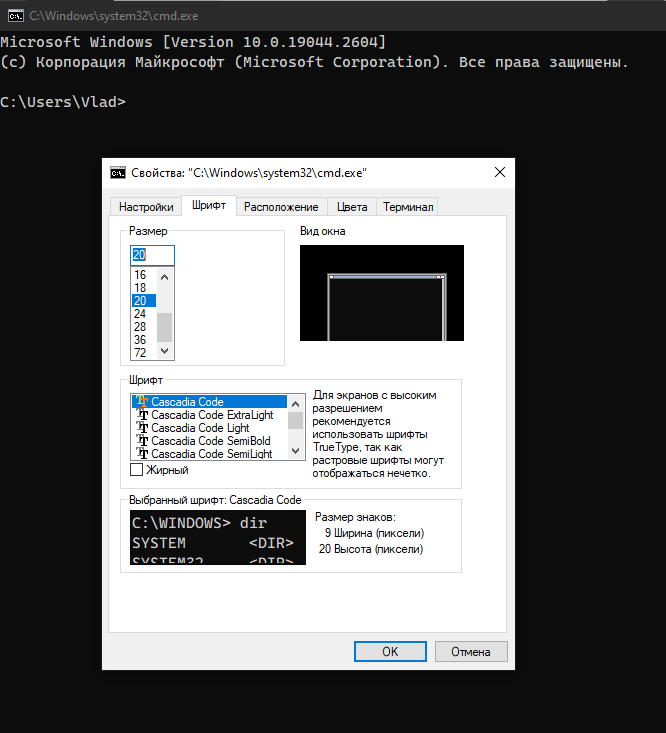 C:\Windows\system32\cmd.exe
Microsoft Windows [Version 10.0.19044.2604]
(c) Корпорация Майкрософт (Microsoft Corporation). Все права защищены.
C:\Users\Vlad>
Свойства: "C:\Windows\system32\cmd.exe"
Настройки Шрифт Расположение Цвета Терминал
Размер
20
16
18
20
24
28
36
72
Вид окна
Шрифт
Cascadia Code
Cascadia Code ExtraLight
Cascadia Code Light
Cascadia Code SemiBold
Cascadia Code SemiLight
Жирный
Для экранов с высоким
разрешением
рекомендуется
использовать шрифты
TrueType, так как
растровые шрифты могут
отображаться нечетко.
Выбранный шрифт: Cascadia Code
C:\WINDOWS> dir
SYSTEM <DIR>
SYSTEM32 <DIR>
Размер знаков:
9 Ширина (пиксели)
20 Высота (пиксели)
OK Отмена